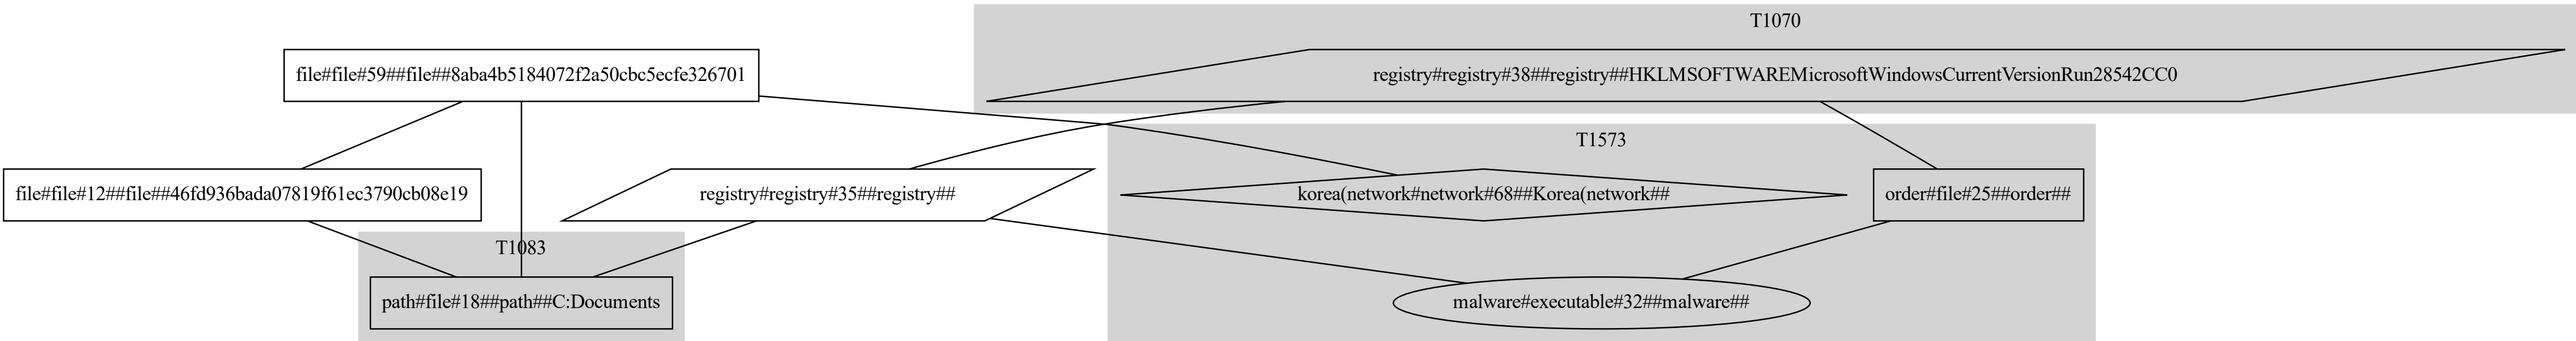 T1070
file#file#59##file##8aba4b5184072f2a50cbc5ecfe326701
registry#registry#38##registry##HKLMSOFTWAREMicrosoftWindowsCurrentVersionRun28542CC0
T1573
file#file#12##file##46fd936bada07819f61ec3790cb08e19
registry#registry#35##registry##
korea(network#network#68##Korea(network##
order#file#25##order##
T1083
path#file#18##path##C:Documents
malware#executable#32##malware##